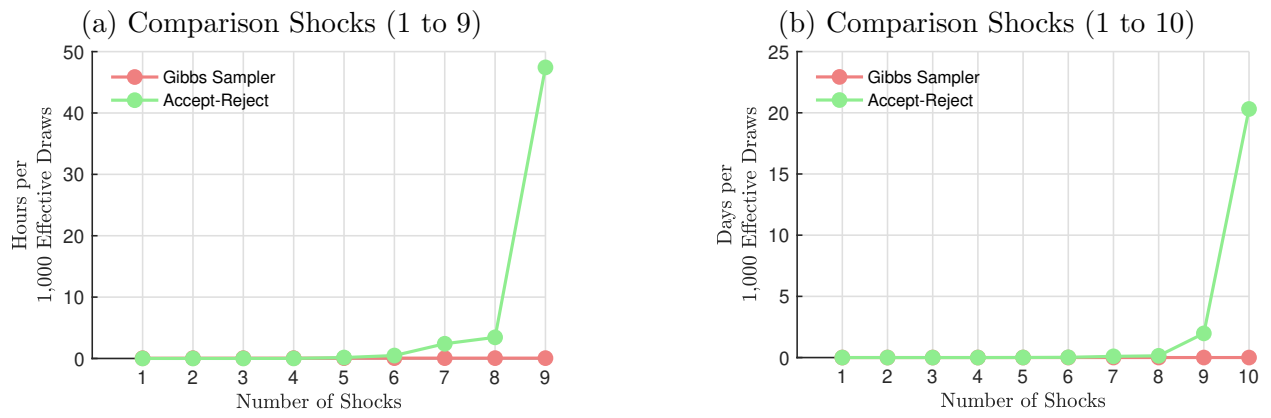 (a) Comparison Shocks (1 to 9)
50
40
30
20
10
0
Hours per
1,000 Effective Draws
Gibbs Sampler
Accept-Reject
1 2 3 4 5 6 7 8 9
Number of Shocks
(b) Comparison Shocks (1 to 10)
25
20
15
10
5
0
Days per
1,000 Effective Draws
Gibbs Sampler
Accept-Reject
1 2 3 4 5 6 7 8 9 10
Number of Shocks